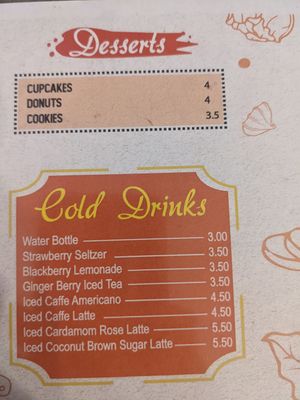 Desserts
CUPCAKES 4
DONUTS 4
COOKIES 3.5
Cold Drinks
Water Bottle 3.00
Strawberry Seltzer 3.50
Blackberry Lemonade 3.50
Ginger Berry Iced Tea 3.50
Iced Caffe Americano 4.50
Iced Caffe Latte 4.50
Iced Cardamom Rose Latte 5.50
Iced Coconut Brown Sugar Latte 5.50